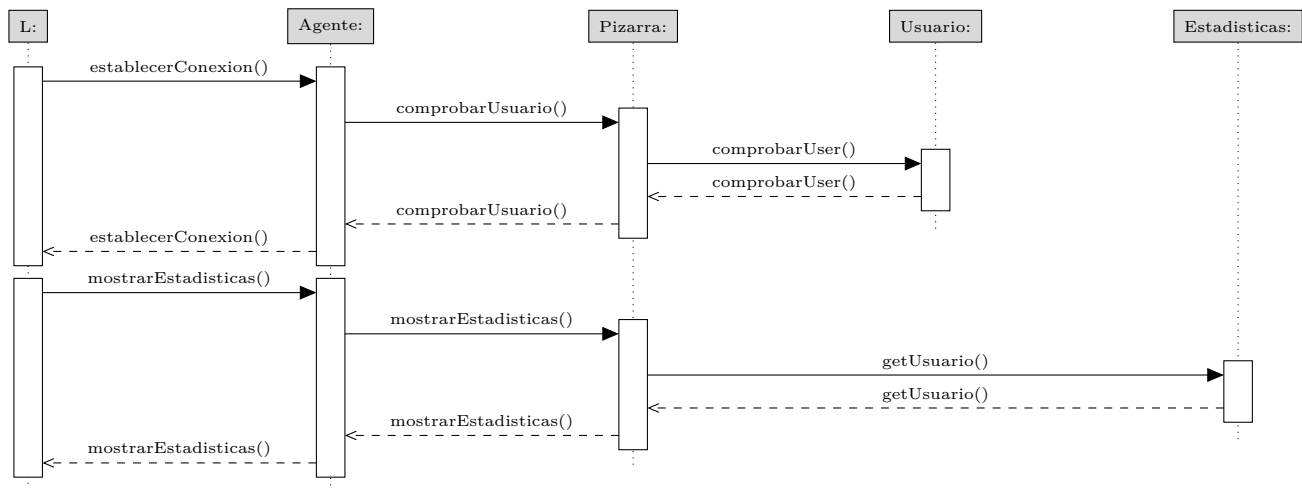 L:
Agente:
Pizarra:
Usuario:
Estadisticas:
establecerConexion()
comprobarUsuario()
comprobarUser()
comprobarUser()
comprobarUsuario()
establecerConexion()
mostrarEstadisticas()
mostrarEstadisticas()
getUsuario()
getUsuario()
mostrarEstadisticas()
mostrarEstadisticas()